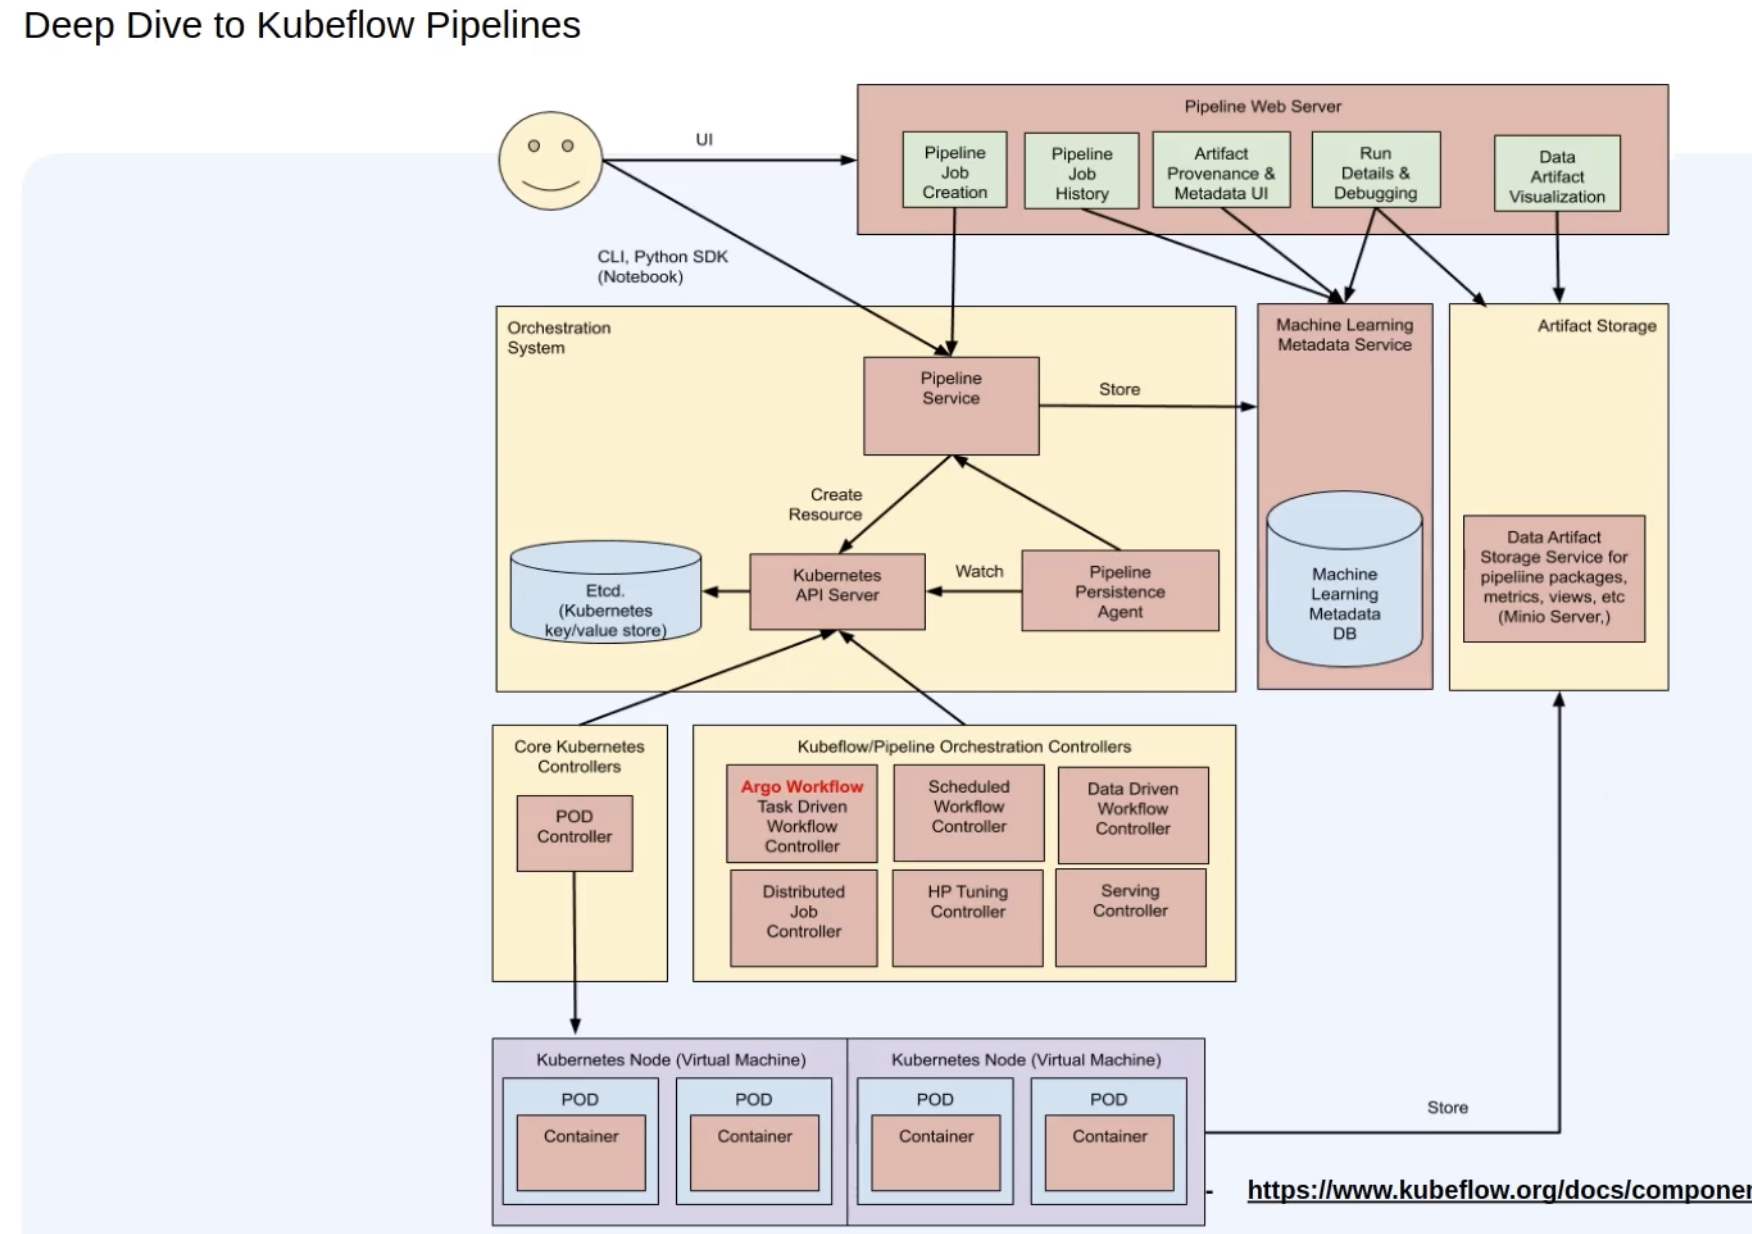 Deep Dive to Kubeflow Pipelines
UI
CLI, Python SDK
(Notebook)
Pipeline Web Server
Pipeline
Job
Creation
Pipeline
Job
History
Artifact
Provenance &
Metadata UI
Run
Details &
Debugging
Data
Artifact
Visualization
Orchestration
System
Pipeline
Service
Store
Create
Resource
Etcd.
(Kubernetes
key/value store)
Kubernetes
API Server
Watch
Pipeline
Persistence
Agent
Machine Learning
Metadata Service
Machine
Learning
Metadata
DB
Artifact Storage
Data Artifact
Storage Service for
pipeliine packages,
metrics, views, etc
(Minio Server,)
Core Kubernetes
Controllers
POD
Controller
Kubeflow/Pipeline Orchestration Controllers
Argo Workflow
Task Driven
Workflow
Controller
Scheduled
Workflow
Controller
Data Driven
Workflow
Controller
Distributed
Job
Controller
HP Tuning
Controller
Serving
Controller
Kubernetes Node (Virtual Machine)
POD
Container
POD
Container
Kubernetes Node (Virtual Machine)
POD
Container
POD
Container
Store
- https://www.kubeflow.org/docs/componen